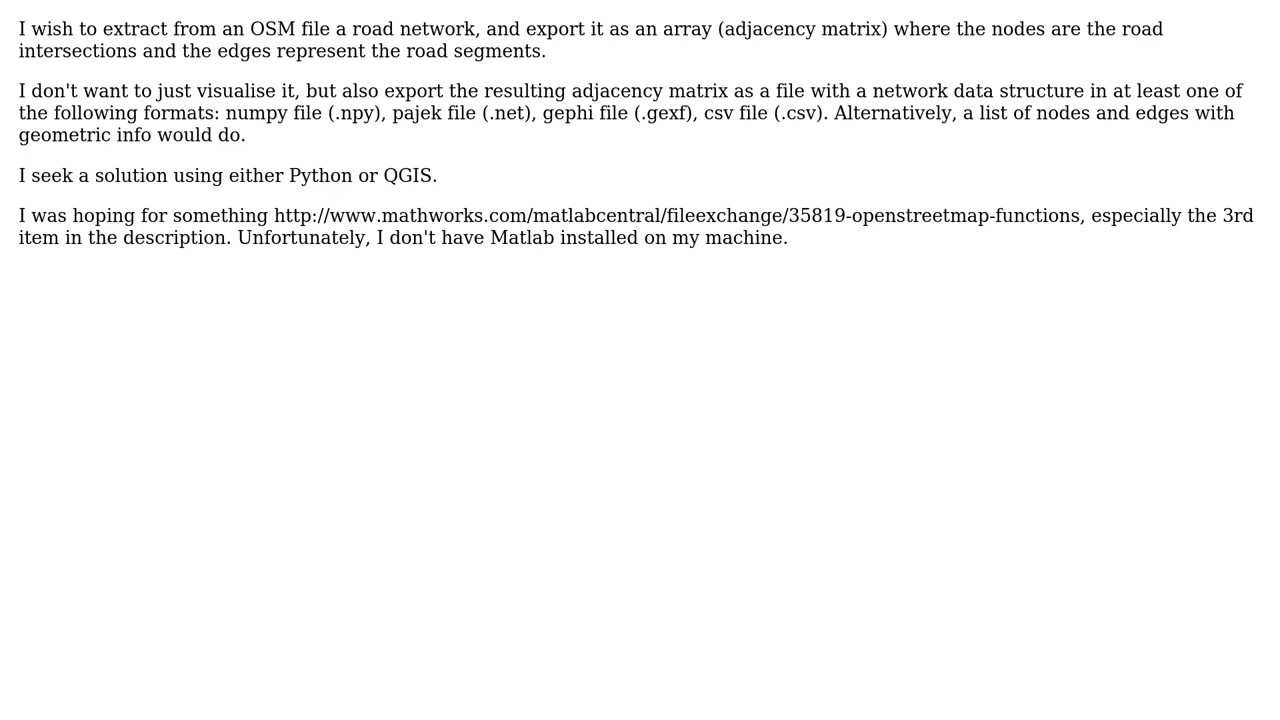 I wish to extract from an OSM file a road network, and export it as an array (adjacency matrix) where the nodes are the road
intersections and the edges represent the road segments.
I don't want to just visualise it, but also export the resulting adjacency matrix as a file with a network data structure in at least one of
the following formats: numpy file (.npy), pajek file (.net), gephi file (.gexf), csv file (.csv). Alternatively, a list of nodes and edges with
geometric info would do.
I seek a solution using either Python or QGIS.
I was hoping for something http://www.mathworks.com/matlabcentral/fileexchange/35819-openstreetmap-functions, especially the 3rd
item in the description. Unfortunately, I don't have Matlab installed on my machine.